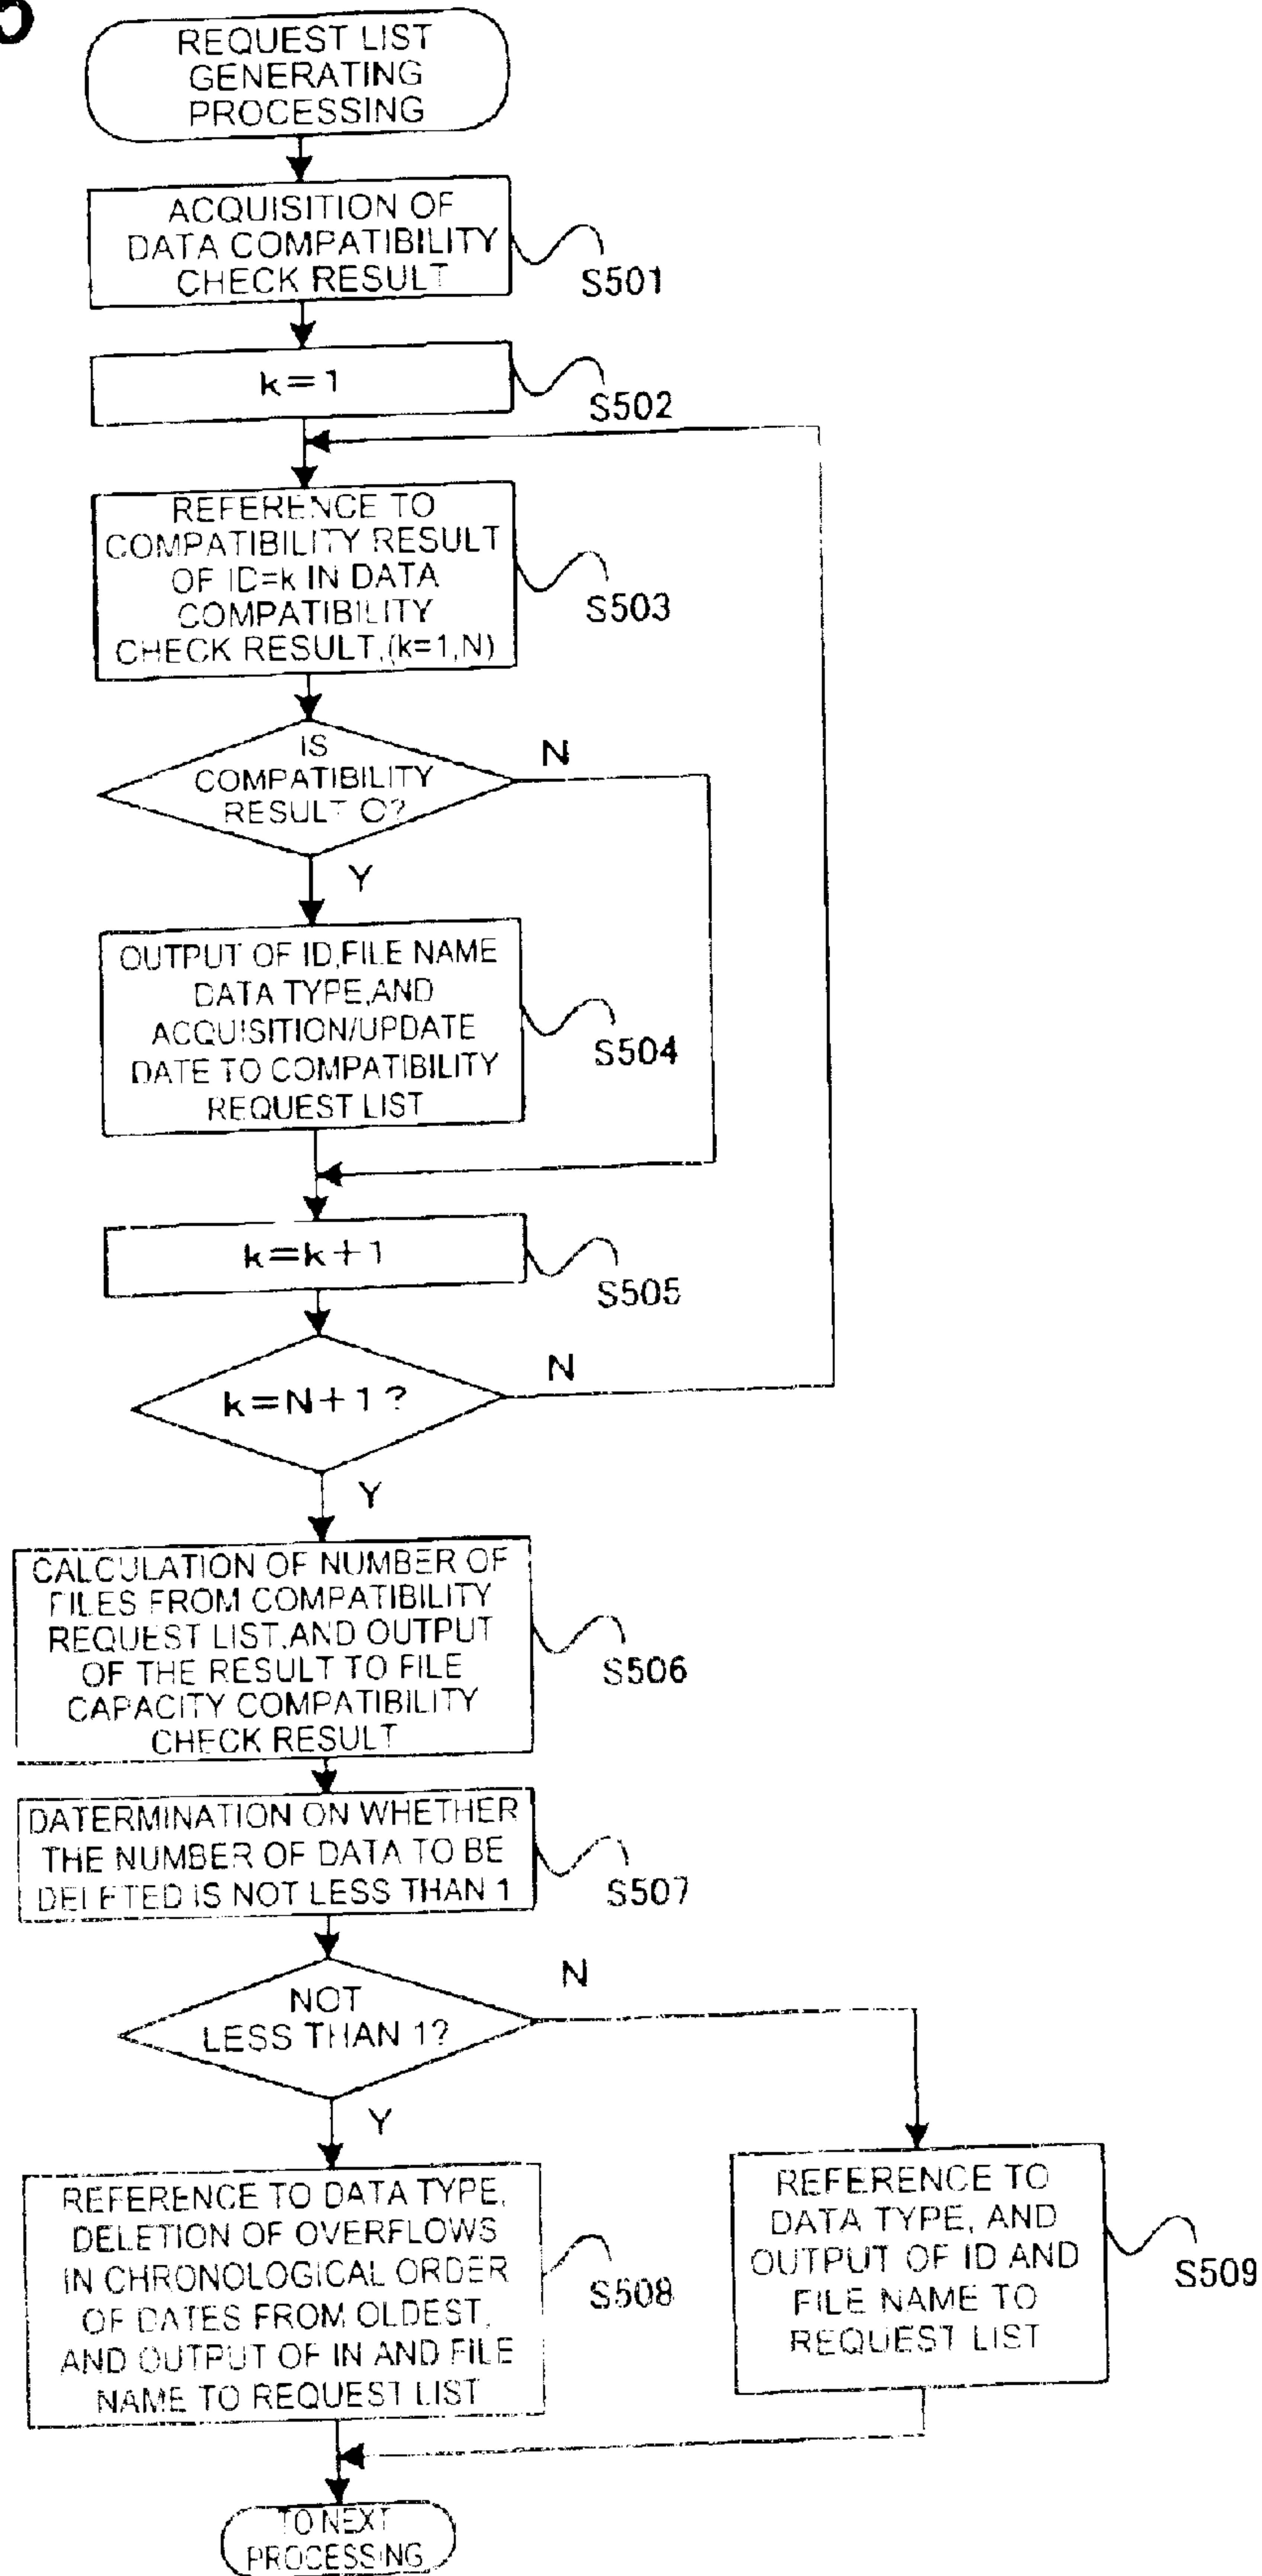 REQUEST LIST
GENERATING
PROCESSING
ACQUISITION OF
DATA COMPATIBILITY
CHECK RESULT
S501
k=1
S502
REFERENCE TO
COMPATIBILITY RESULT
OF ID=k IN DATA
COMPATIBILITY
CHECK RESULT,(k=1,N)
S503
IS
COMPATIBILITY
RESULT O?
N
Y
OUTPUT OF ID,FILE NAME
DATA TYPE,AND
ACQUISITION/UPDATE
DATE TO COMPATIBILITY
REQUEST LIST
S504
k=k+1
S505
k=N+1?
N
Y
CALCULATION OF NUMBER OF
FILES FROM COMPATIBILITY
REQUEST LIST,AND OUTPUT
OF THE RESULT TO FILE
CAPACITY COMPATIBILITY
CHECK RESULT
S506
DATERMINATION ON WHETHER
THE NUMBER OF DATA TO BE
DELETED IS NOT LESS THAN 1
S507
NOT
LESS THAN 1?
N
Y
REFERENCE TO DATA TYPE,
DELETION OF OVERFLOWS
IN CHRONOLOGICAL ORDER
OF DATES FROM OLDEST,
AND OUTPUT OF IN AND FILE
NAME TO REQUEST LIST
S508
REFERENCE TO
DATA TYPE, AND
OUTPUT OF ID AND
FILE NAME TO
REQUEST LIST
S509
TO NEXT
PROCESSING